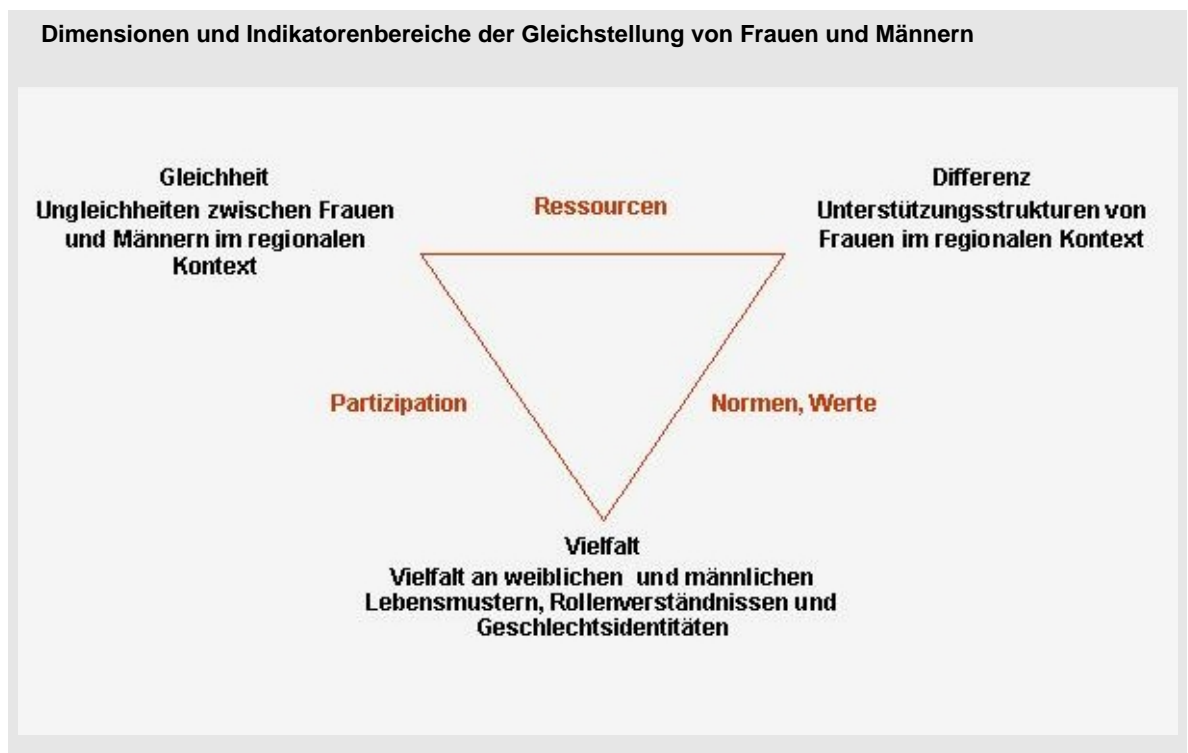 Dimensionen und Indikatorenbereiche der Gleichstellung von Frauen und Männern
Gleichheit
Ungleichheiten zwischen Frauen
und Männern im regionalen
Kontext
Ressourcen
Differenz
Unterstützungsstrukturen von
Frauen im regionalen Kontext
Partizipation
Normen, Werte
Vielfalt
Vielfalt an weiblichen und männlichen
Lebensmustern, Rollenverständnissen und
Geschlechtsidentitäten